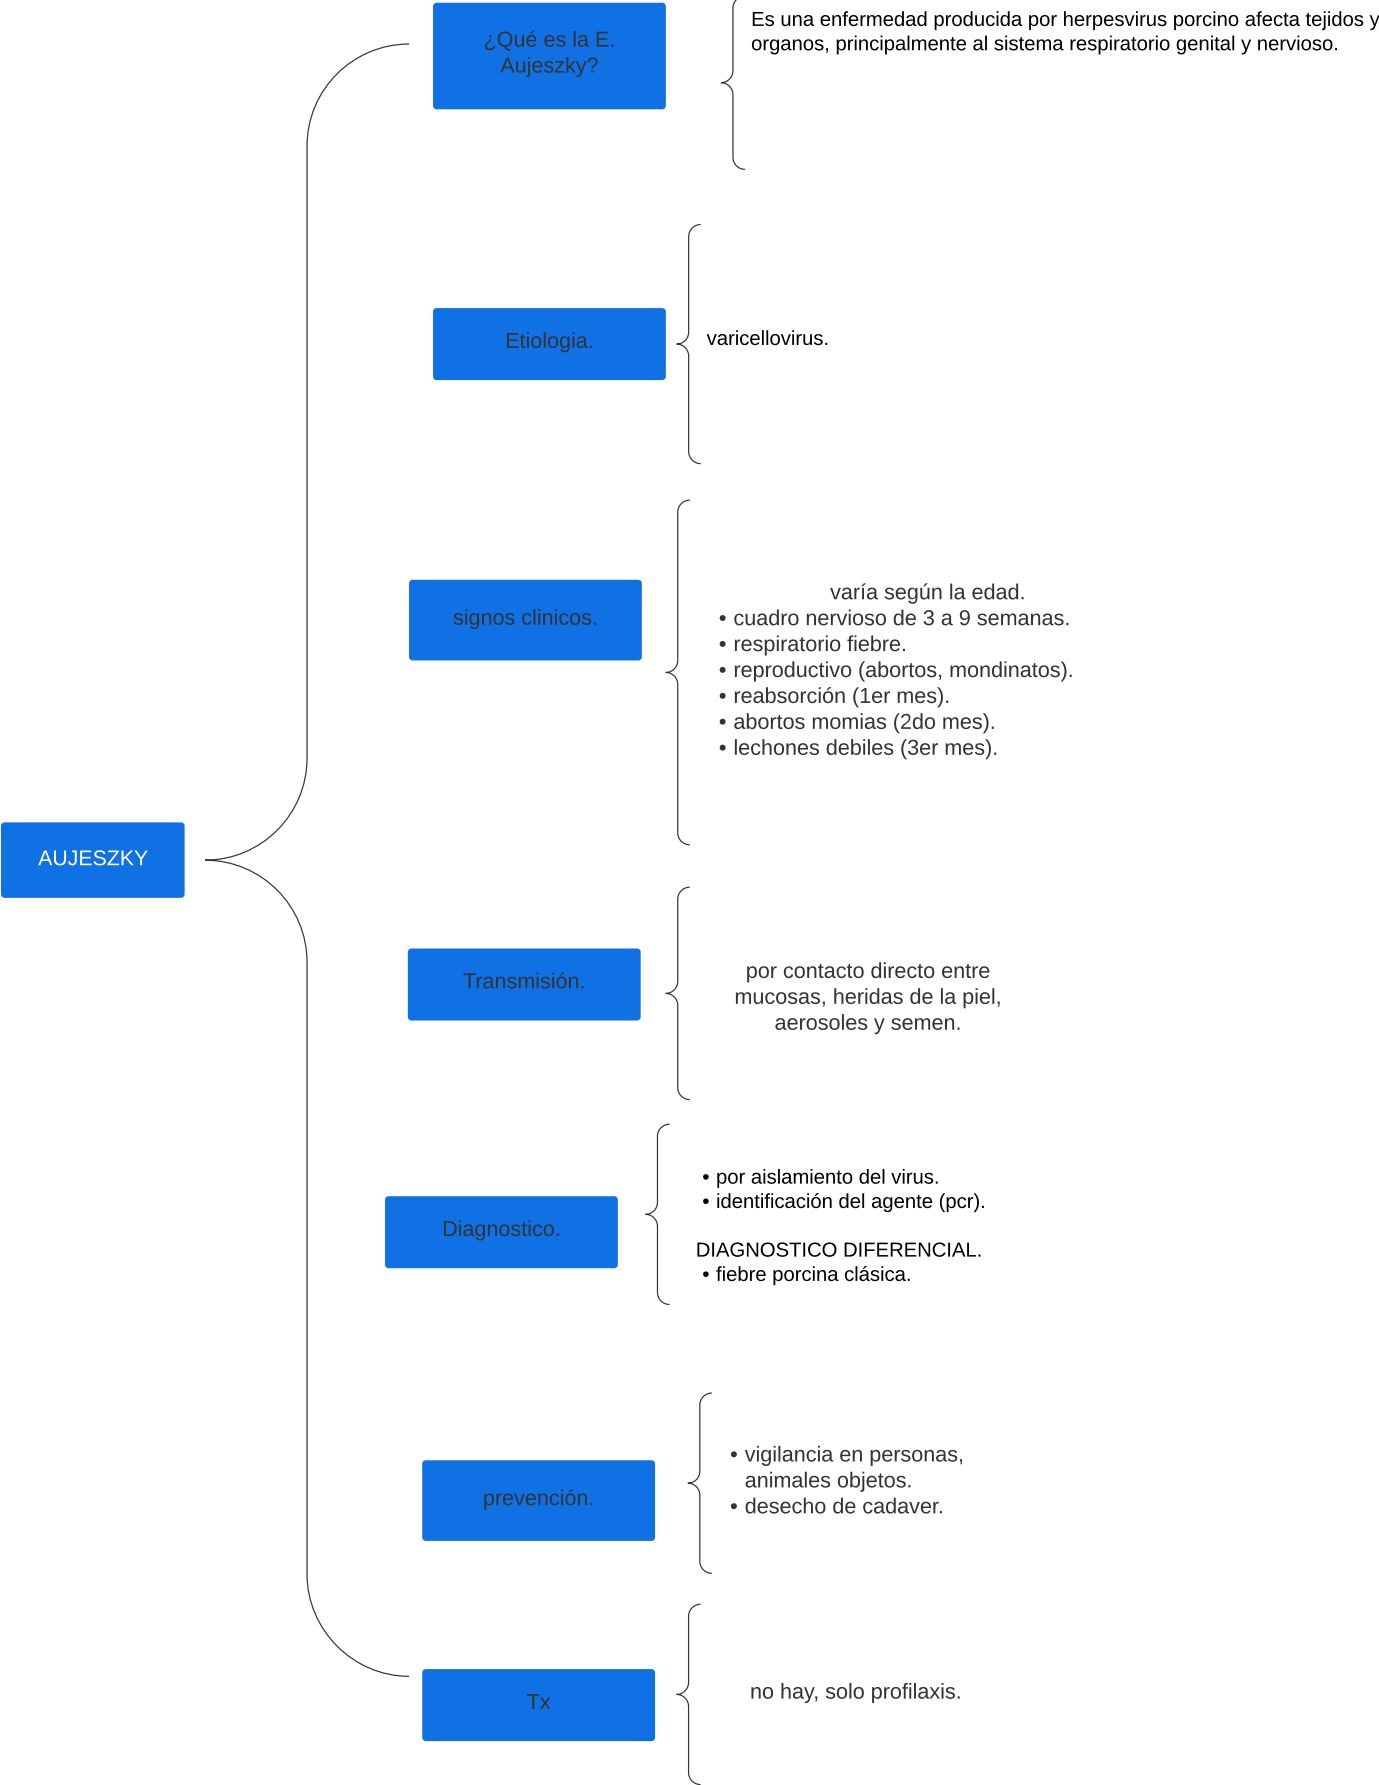 ¿Qué es la E.
Aujeszky?
Es una enfermedad producida por herpesvirus porcino afecta tejidos y
organos, principalmente al sistema respiratorio genital y nervioso.
Etiologia.
varicellovirus.
signos clinicos.
varía según la edad.
• cuadro nervioso de 3 a 9 semanas.
• respiratorio fiebre.
• reproductivo (abortos, mondinatos).
• reabsorción (1er mes).
• abortos momias (2do mes).
• lechones debiles (3er mes).
AUJESZKY
Transmisión.
por contacto directo entre
mucosas, heridas de la piel,
aerosoles y semen.
Diagnostico.
• por aislamiento del virus.
• identificación del agente (pcr).
DIAGNOSTICO DIFERENCIAL.
• fiebre porcina clásica.
prevención.
• vigilancia en personas,
animales objetos.
• desecho de cadaver.
Tx
no hay, solo profilaxis.